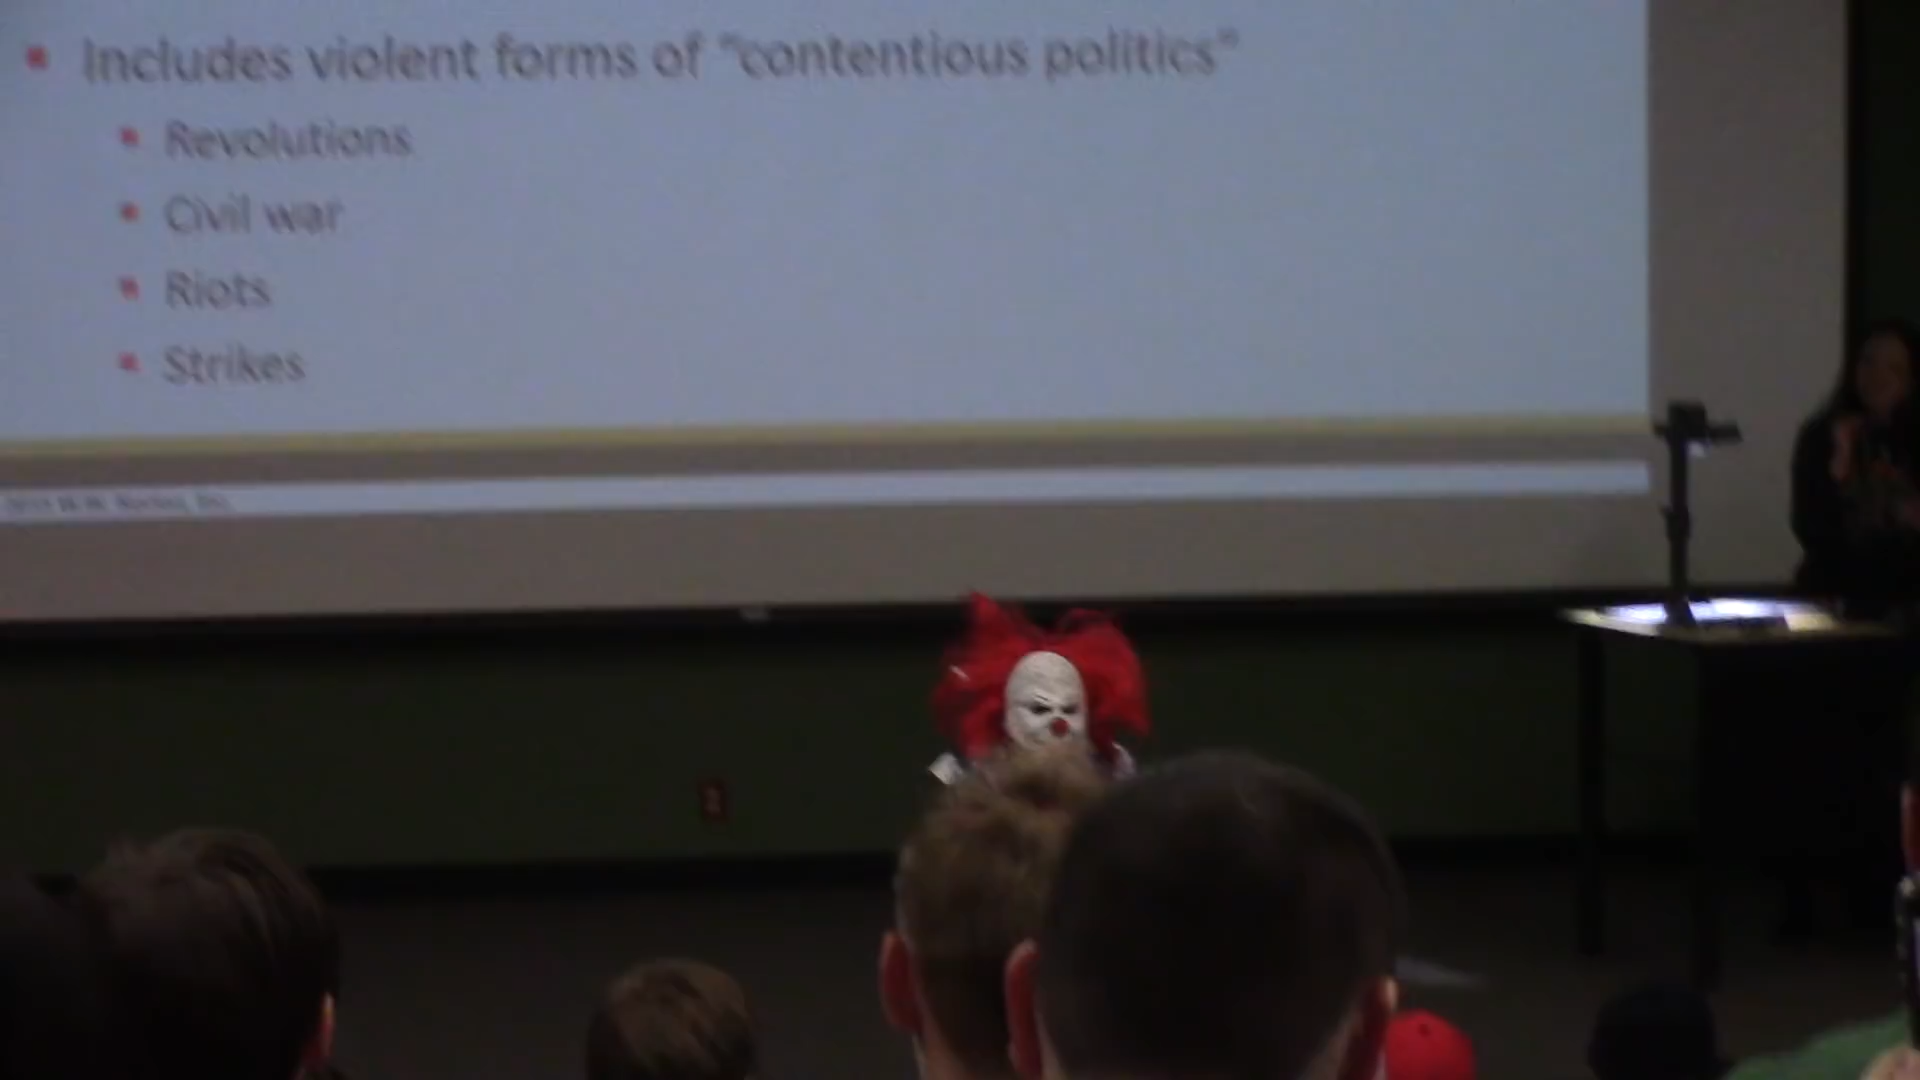 Includes violent forms of "contentious politics"
Revolutions
Civil war
Riots
Strikes